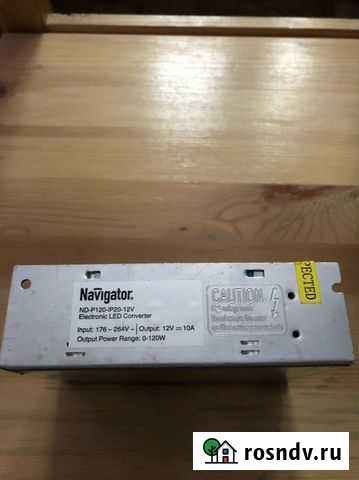 Navigator.
ND-P120-IP20-12V
Electronic LED Converter
Input: 176 ~ 264V~ Output: 12V ⎓ 10A
Output Power Range: 0-120W
CAUTION
PECTED
rosndv.ru